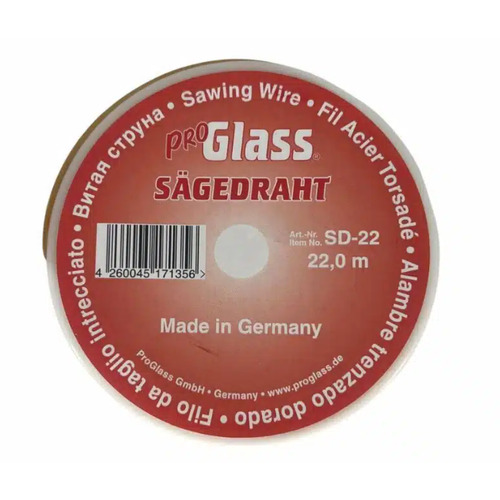 Витая струна • Sawing Wire • Fil Acier Torsadé • Alambre trenzado dorado • Filo da taglio intrecciato •
proGlass®
SÄGEDRAHT
Art.-Nr.
Item No. SD-22
22,0 m
4 260045 171356 >
Made in Germany
ProGlass GmbH • Germany • www.proglass.de